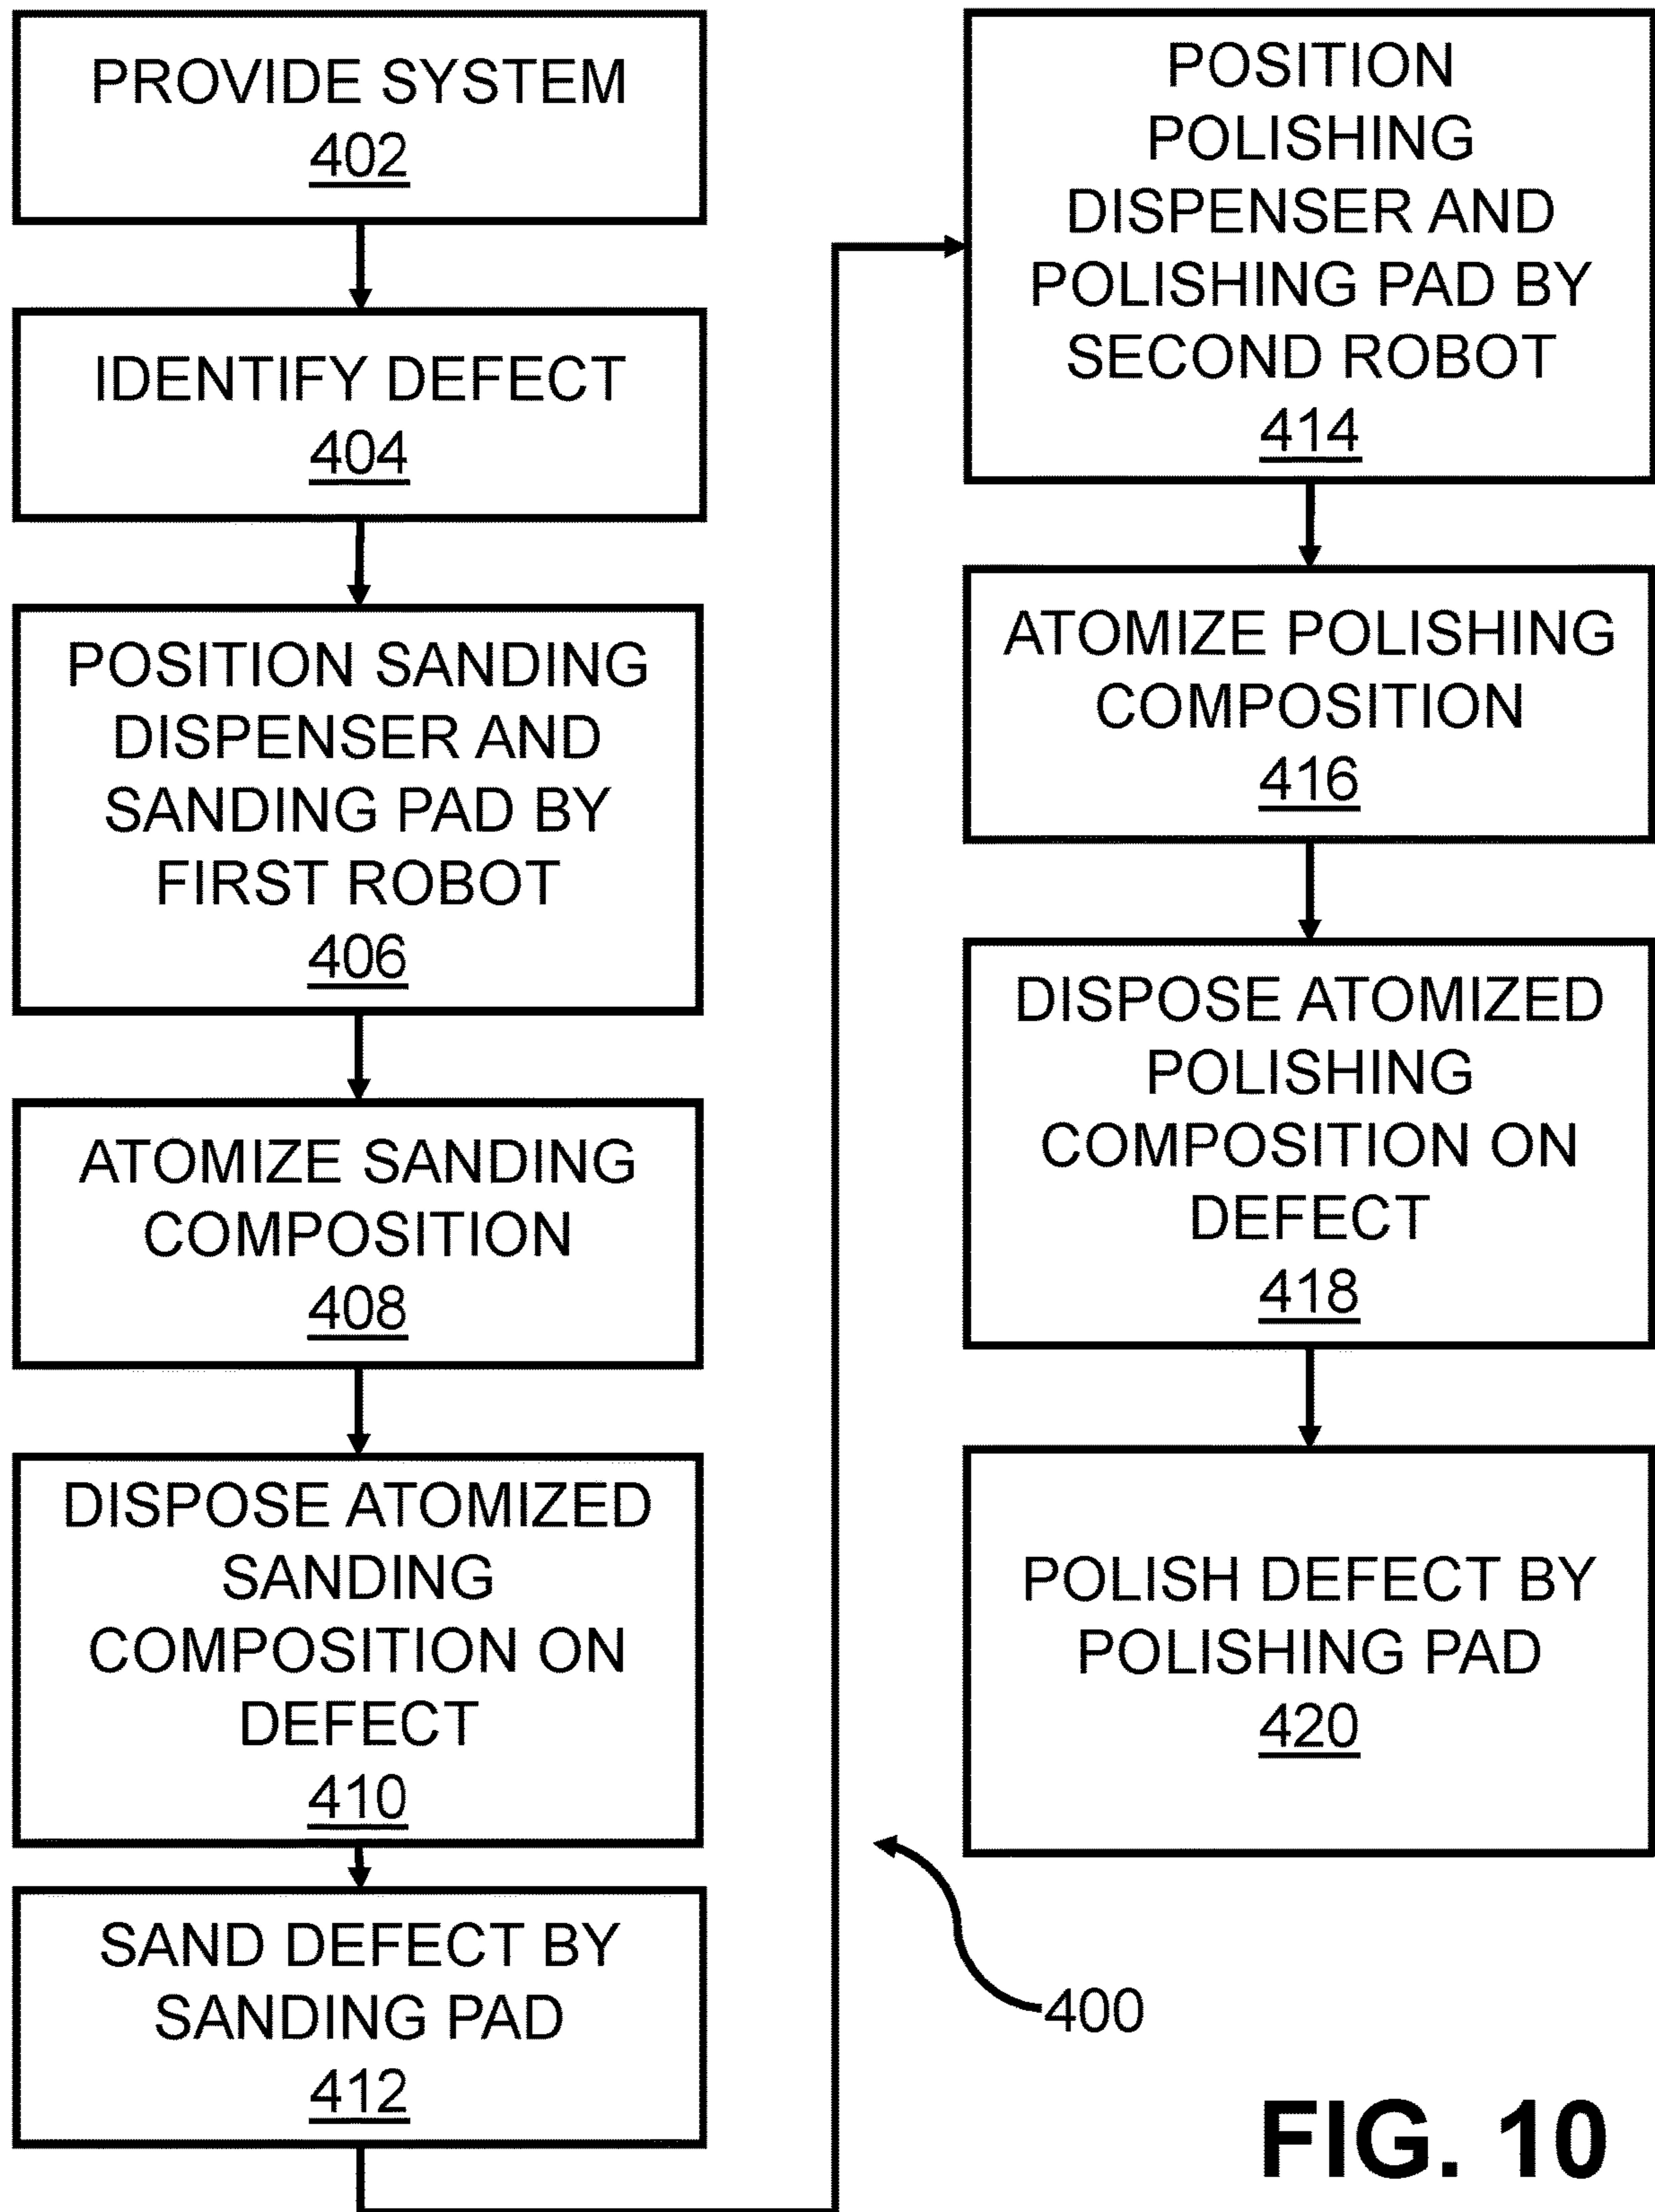 PROVIDE SYSTEM
402
IDENTIFY DEFECT
404
POSITION SANDING
DISPENSER AND
SANDING PAD BY
FIRST ROBOT
406
ATOMIZE SANDING
COMPOSITION
408
DISPOSE ATOMIZED
SANDING
COMPOSITION ON
DEFECT
410
SAND DEFECT BY
SANDING PAD
412
POSITION
POLISHING
DISPENSER AND
POLISHING PAD BY
SECOND ROBOT
414
ATOMIZE POLISHING
COMPOSITION
416
DISPOSE ATOMIZED
POLISHING
COMPOSITION ON
DEFECT
418
POLISH DEFECT BY
POLISHING PAD
420
400
FIG. 10